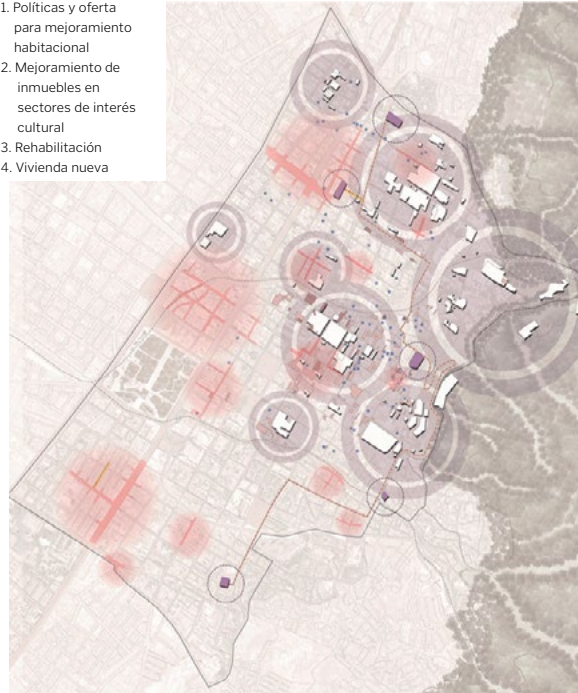 1. Políticas y oferta
para mejoramiento
habitacional
2. Mejoramiento de
inmuebles en
sectores de interés
cultural
3. Rehabilitación
4. Vivienda nueva